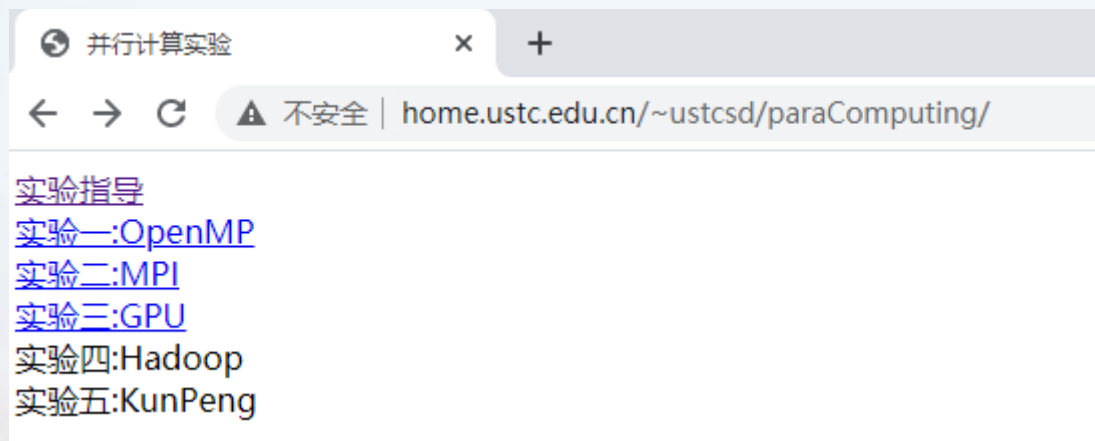 并行计算实验
不安全 home.ustc.edu.cn/~ustcsd/paraComputing/
实验指导
实验一:OpenMP
实验二:MPI
实验三:GPU
实验四:Hadoop
实验五:KunPeng